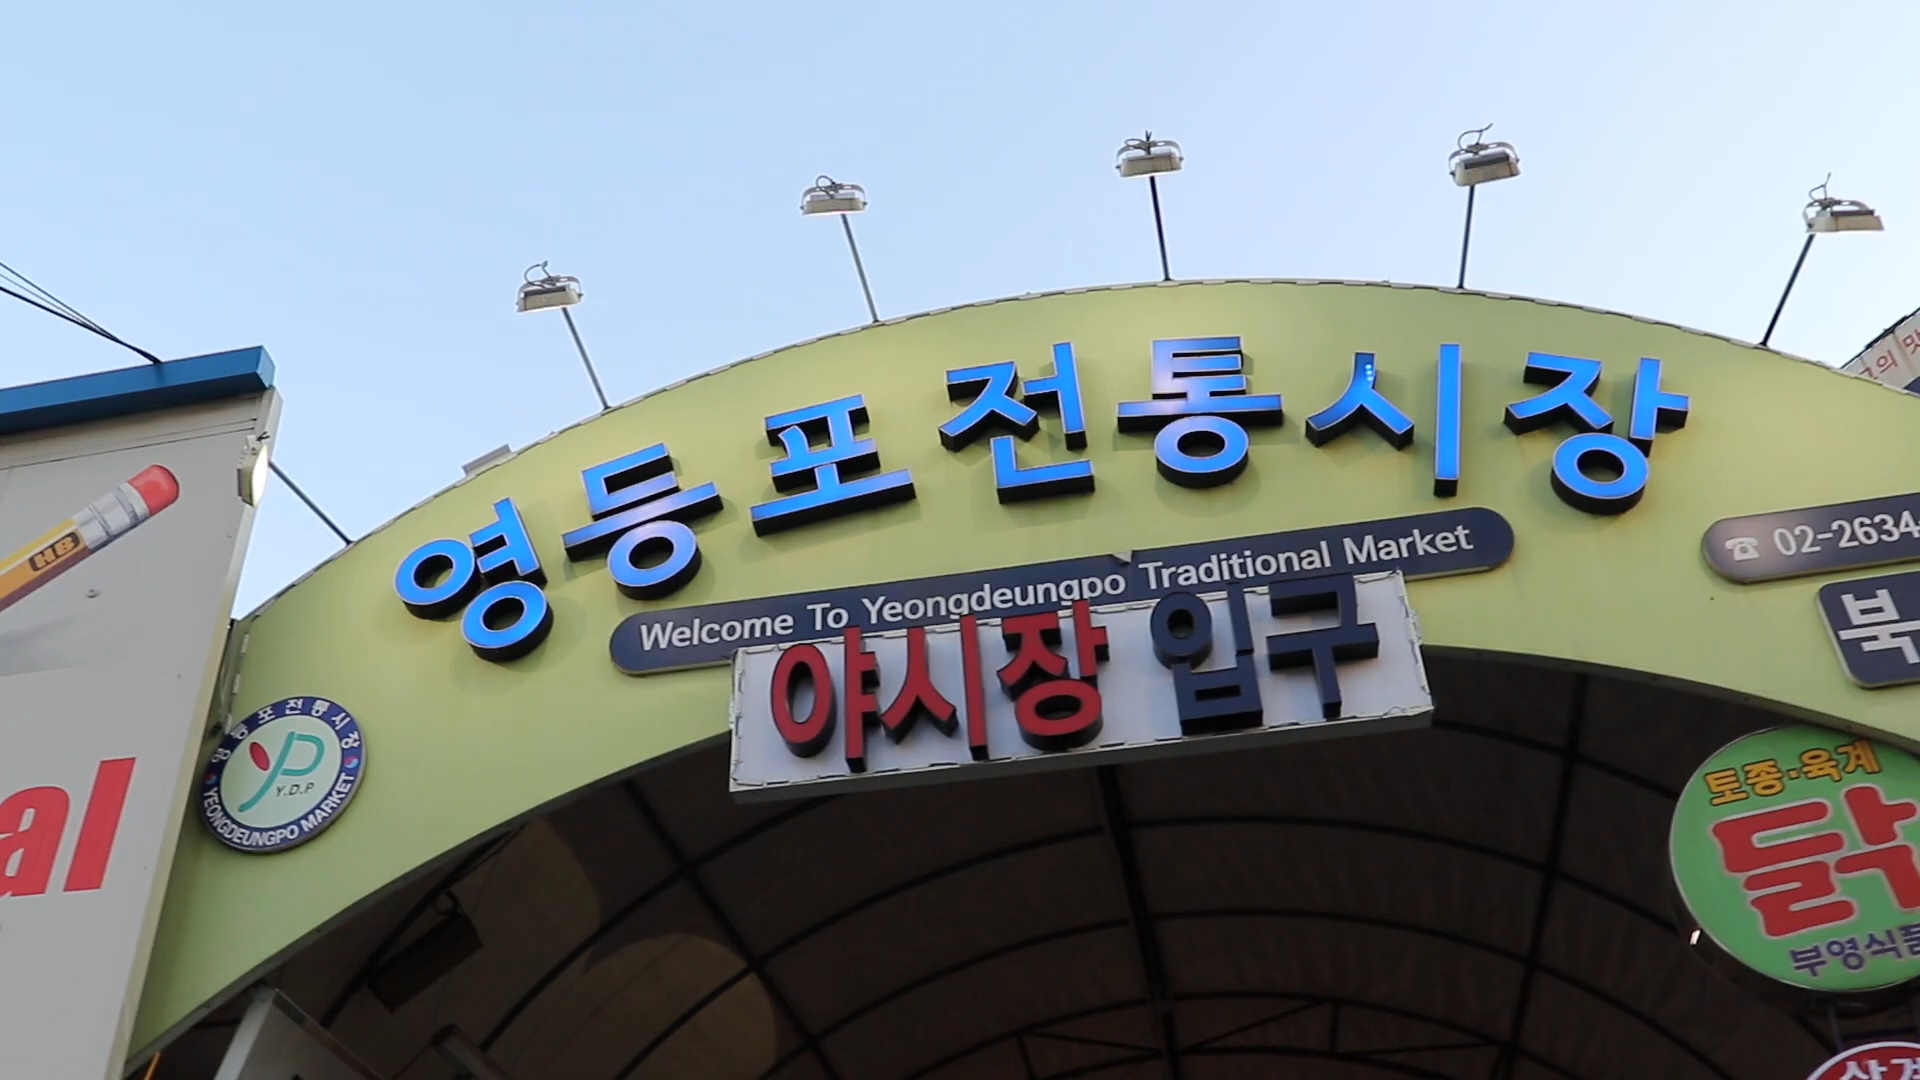 영등포전통시장
Welcome To Yeongdeungpo Traditional Market
야시장 입구
영등포전통시장
Y.D.P
YEONGDEUNGPO MARKET
HB
al
02-2634
북
토종·육계
닭
부영식품